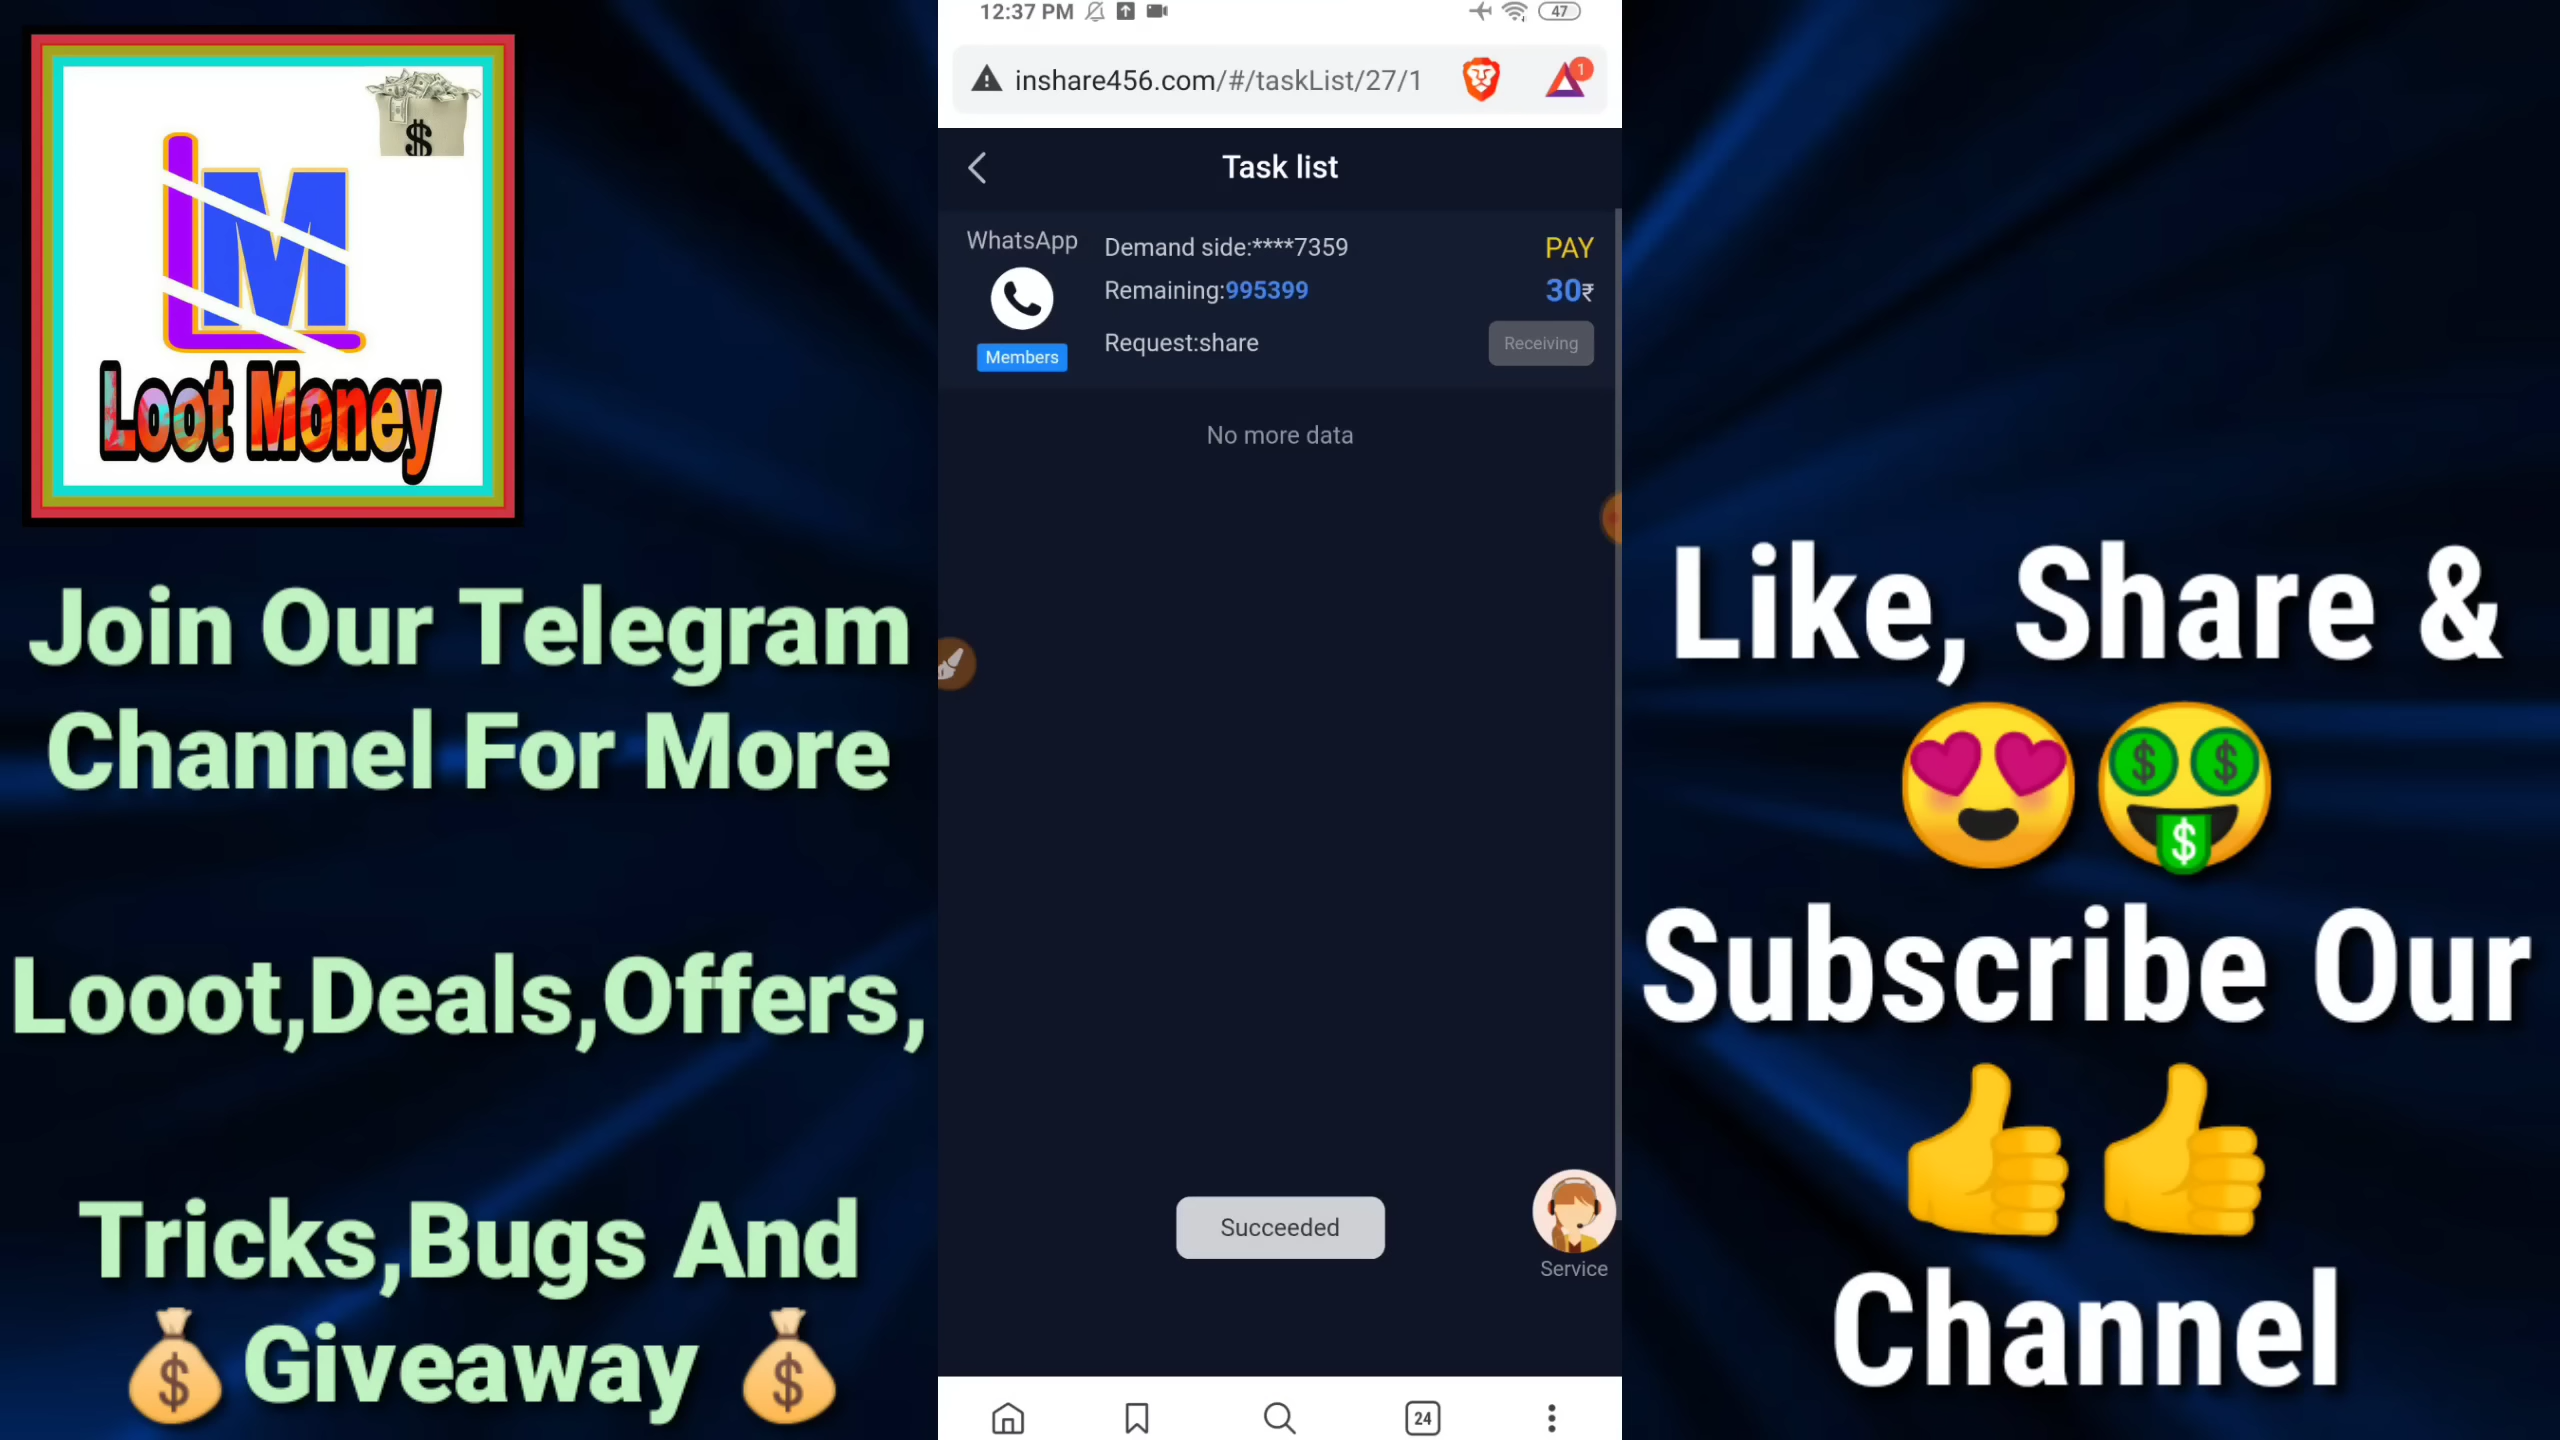 $
LM
Loot Money
Join Our Telegram
Channel For More
Looot,Deals,Offers,
Tricks,Bugs And
Giveaway
12:37 PM
47
inshare456.com/#/taskList/27/1
1
Task list
WhatsApp
Members
Demand side:****7359
Remaining:995399
Request:share
PAY
30₹
Receiving
No more data
Succeeded
Service
24
Like, Share &
Subscribe Our
Channel